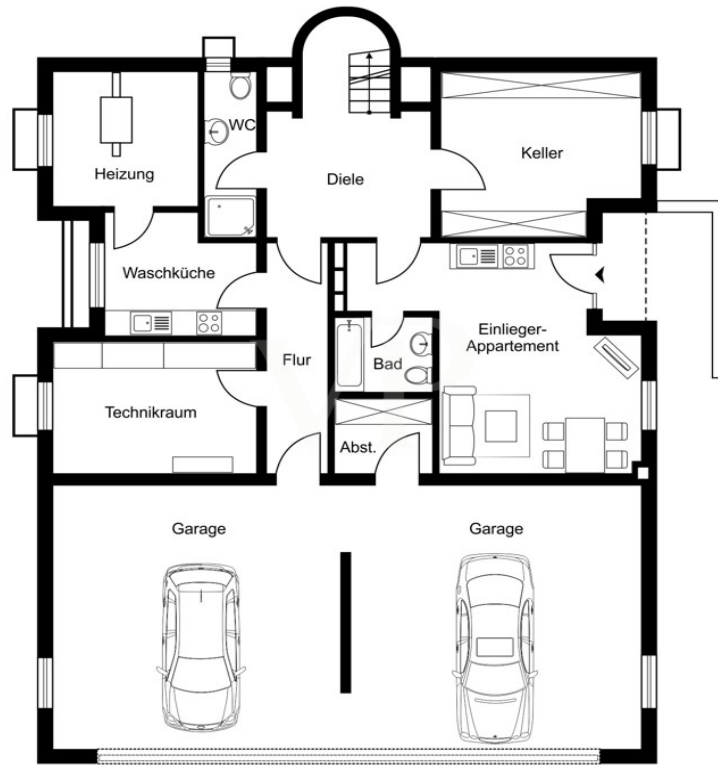 WC
Keller
Heizung
Diele
Waschküche
Einlieger-
Appartement
Flur
Bad
Technikraum
Abst.
Garage
Garage